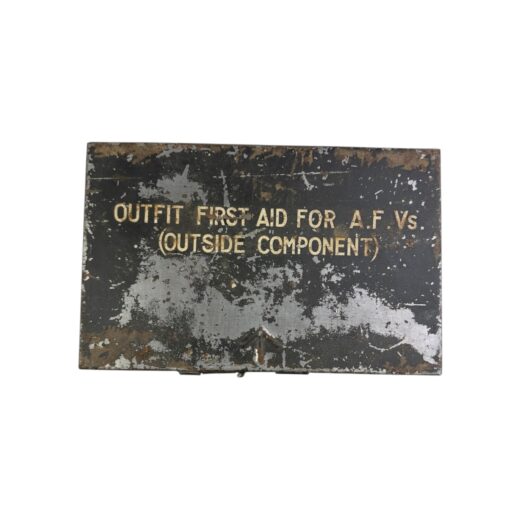 OUTFIT FIRST AID FOR A.F.Vs.
(OUTSIDE COMPONENT)